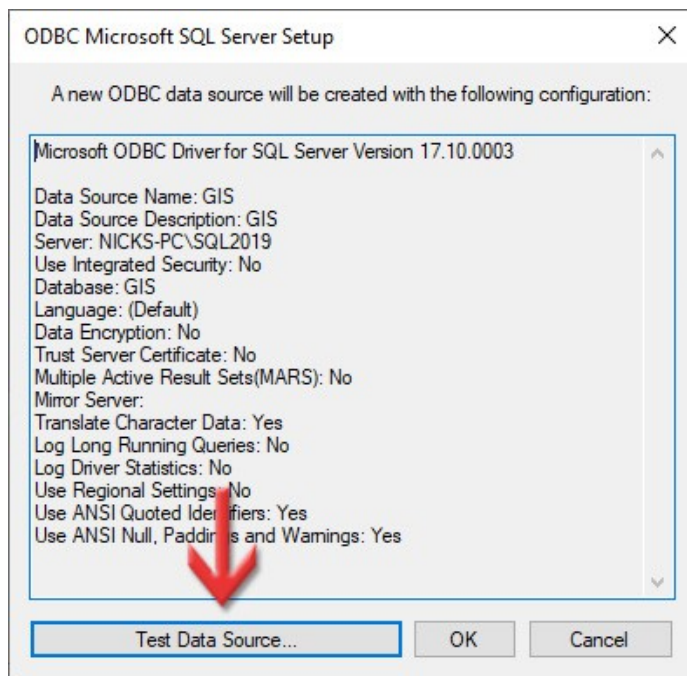 ODBC Microsoft SQL Server Setup
A new ODBC data source will be created with the following configuration:
Microsoft ODBC Driver for SQL Server Version 17.10.0003
Data Source Name: GIS
Data Source Description: GIS
Server: NICKS-PC\SQL2019
Use Integrated Security: No
Database: GIS
Language: (Default)
Data Encryption: No
Trust Server Certificate: No
Multiple Active Result Sets(MARS): No
Mirror Server:
Translate Character Data: Yes
Log Long Running Queries: No
Log Driver Statistics: No
Use Regional Settings: No
Use ANSI Quoted Identifiers: Yes
Use ANSI Null, Paddings and Warnings: Yes
Test Data Source...
OK
Cancel